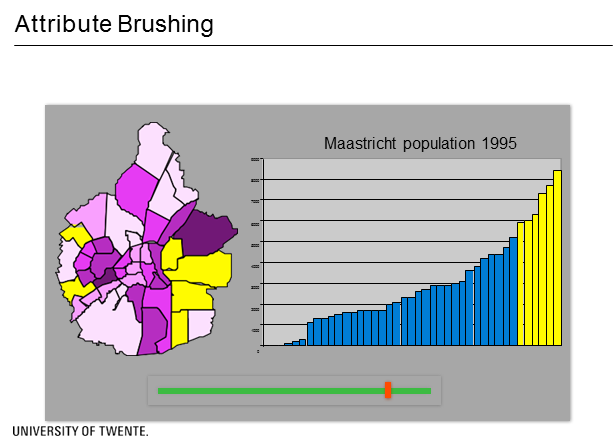 Attribute Brushing
Maastricht population 1995
UNIVERSITY OF TWENTE.